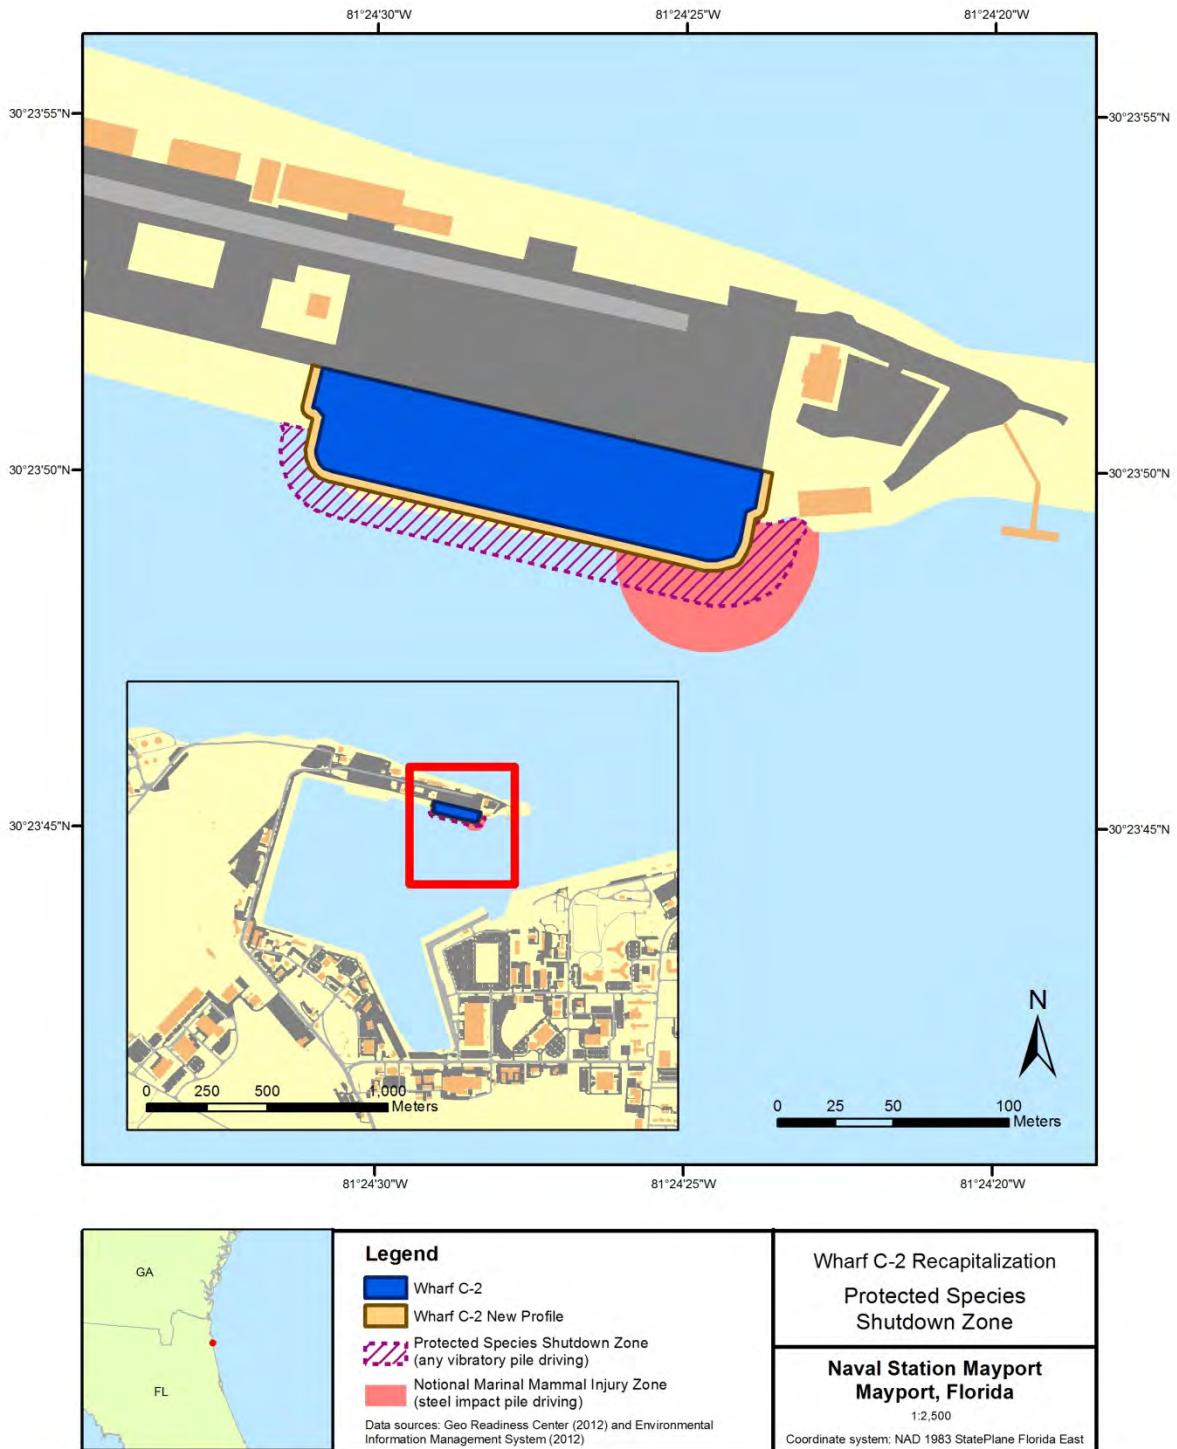 81°24'30"W 81°24'25"W 81°24'20"W
30°23'55"N 30°23'55"N
30°23'50"N 30°23'50"N
30°23'45"N 30°23'45"N
N
0 250 500 1,000
Meters
0 25 50 100
Meters
81°24'30"W 81°24'25"W 81°24'20"W
GA
FL
Legend
Wharf C-2
Wharf C-2 New Profile
Protected Species Shutdown Zone
(any vibratory pile driving)
Notional Marinal Mammal Injury Zone
(steel impact pile driving)
Data sources: Geo Readiness Center (2012) and Environmental
Information Management System (2012)
Wharf C-2 Recapitalization
Protected Species
Shutdown Zone
Naval Station Mayport
Mayport, Florida
1:2,500
Coordinate system: NAD 1983 StatePlane Florida East